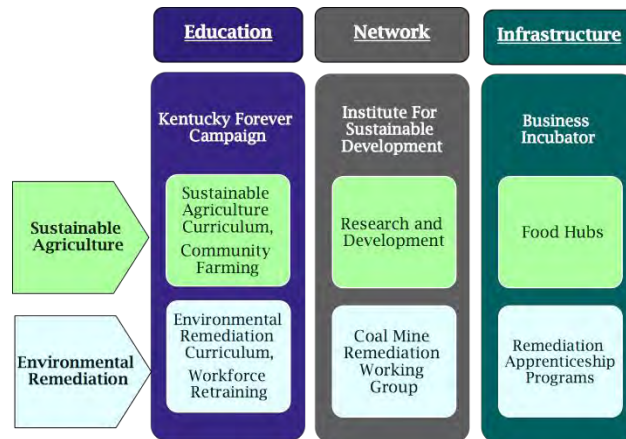 Education
Network
Infrastructure
Kentucky Forever
Campaign
Institute For
Sustainable
Development
Business
Incubator
Sustainable
Agriculture
Sustainable
Agriculture
Curriculum,
Community
Farming
Research and
Development
Food Hubs
Environmental
Remediation
Environmental
Remediation
Curriculum,
Workforce
Retraining
Coal Mine
Remediation
Working
Group
Remediation
Apprenticeship
Programs